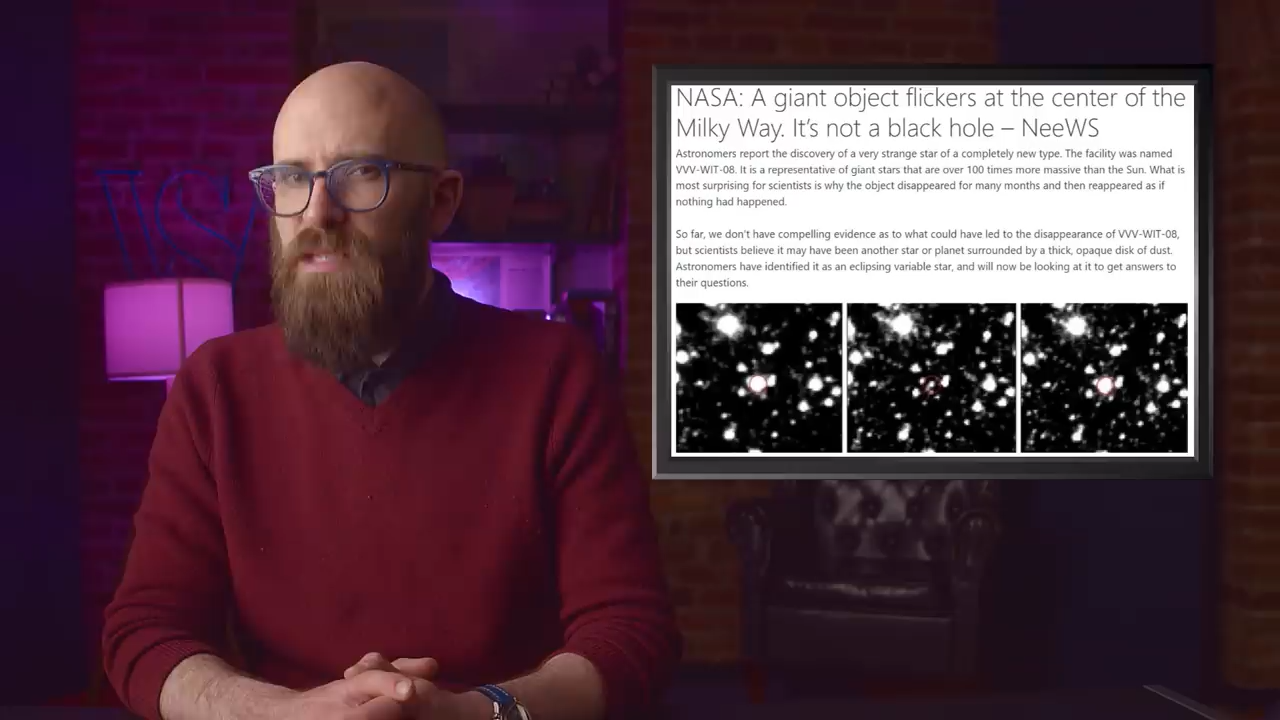 NASA: A giant object flickers at the center of the
Milky Way. It's not a black hole – NeeWS
Astronomers report the discovery of a very strange star of a completely new type. The facility was named
VVV-WIT-08. It is a representative of giant stars that are over 100 times more massive than the Sun. What is
most surprising for scientists is why the object disappeared for many months and then reappeared as if
nothing had happened.
So far, we don't have compelling evidence as to what could have led to the disappearance of VVV-WIT-08,
but scientists believe it may have been another star or planet surrounded by a thick, opaque disk of dust.
Astronomers have identified it as an eclipsing variable star, and will now be looking at it to get answers to
their questions.